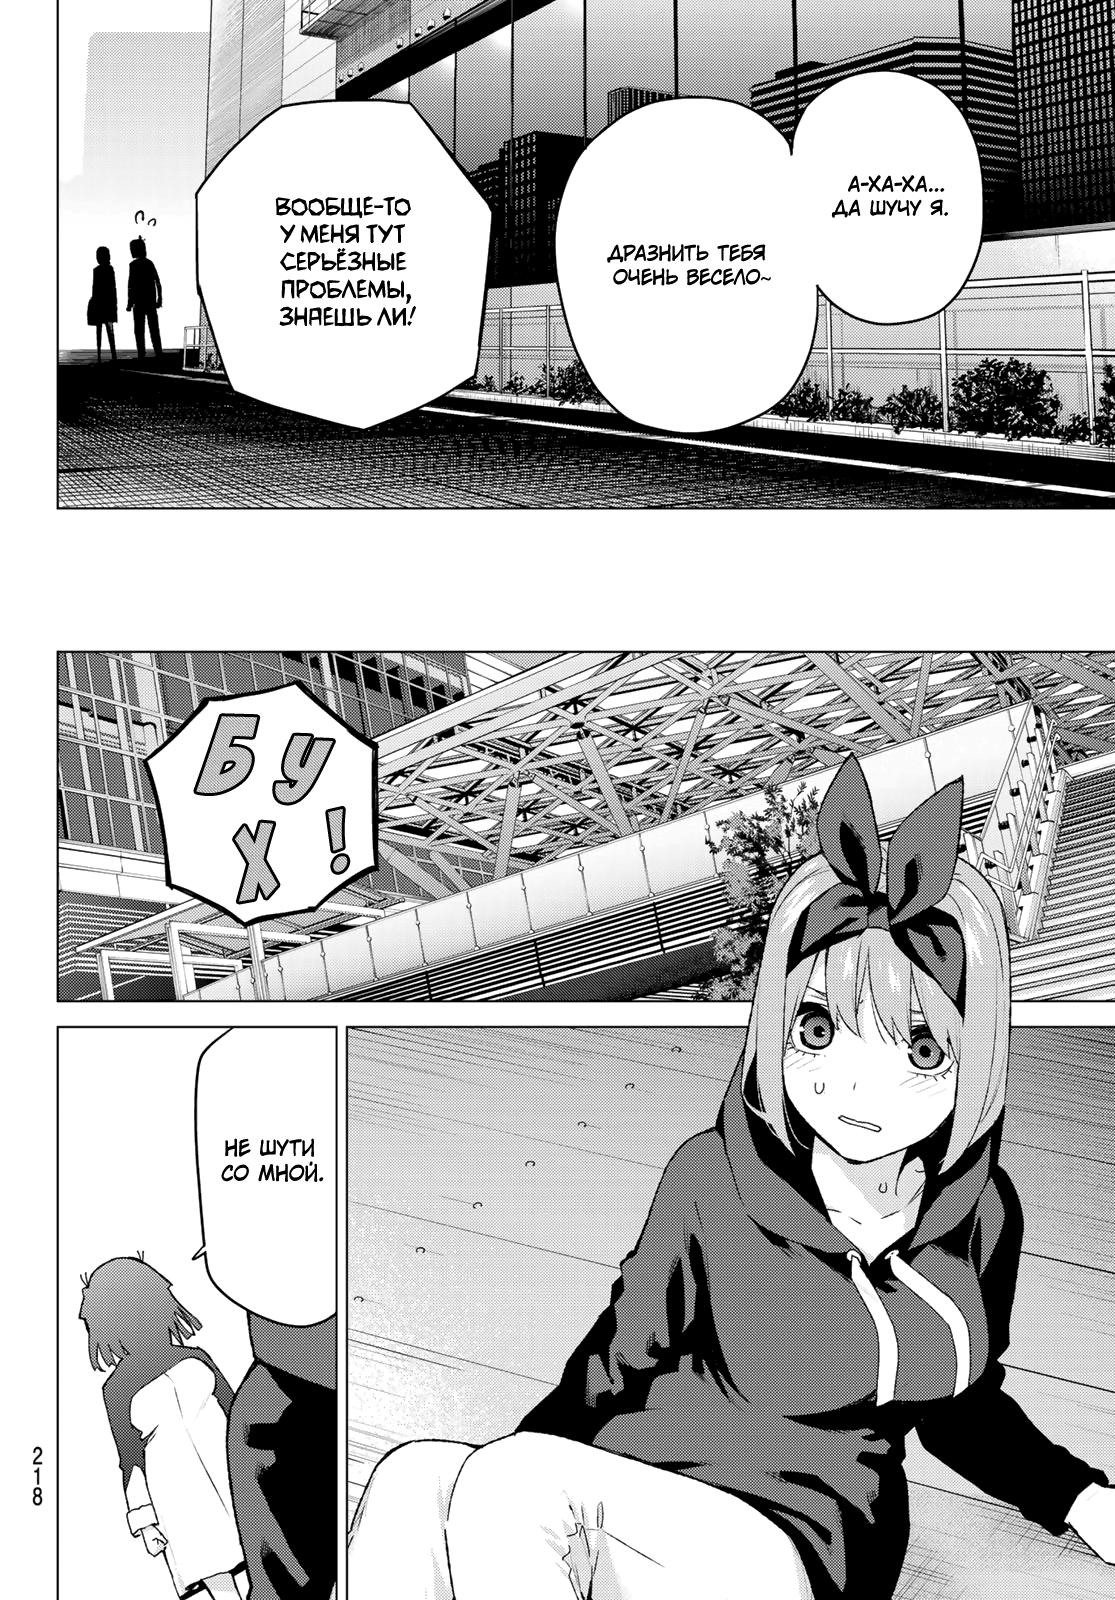 А-ХА-ХА...
ДА ШУЧУ Я.
ДРАЗНИТЬ ТЕБЯ
ОЧЕНЬ ВЕСЕЛО~
ВООБЩЕ-ТО
У МЕНЯ ТУТ
СЕРЬЁЗНЫЕ
ПРОБЛЕМЫ,
ЗНАЕШЬ ЛИ!
БУ
Х!
НЕ ШУТИ
СО МНОЙ.
218